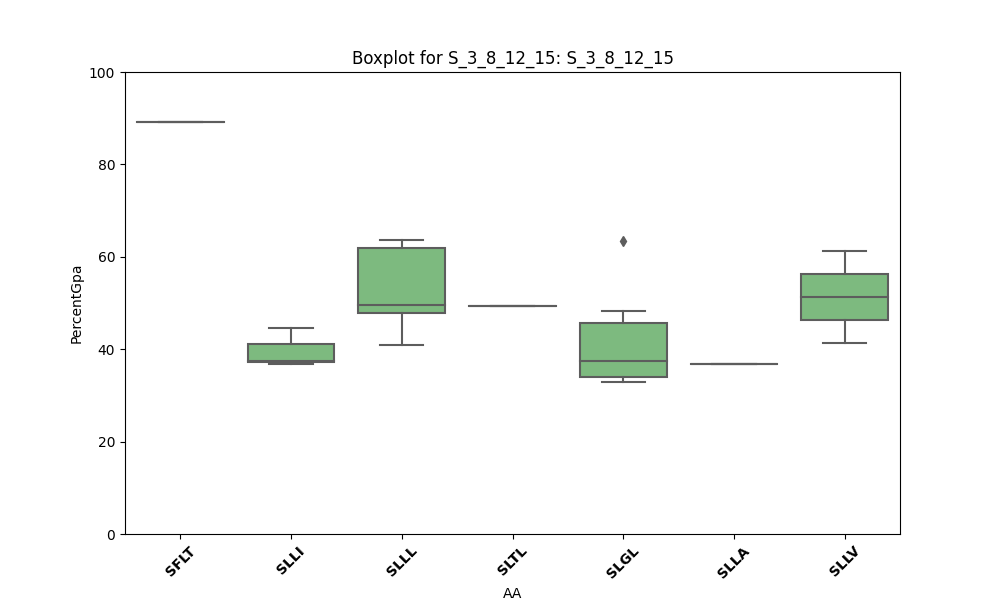 Boxplot for S_3_8_12_15: S_3_8_12_15
100
80
60
40
20
0
PercentGpa
SFLT
SLLI
SLLL
SLTL
SLGL
SLLA
SLLV
AA